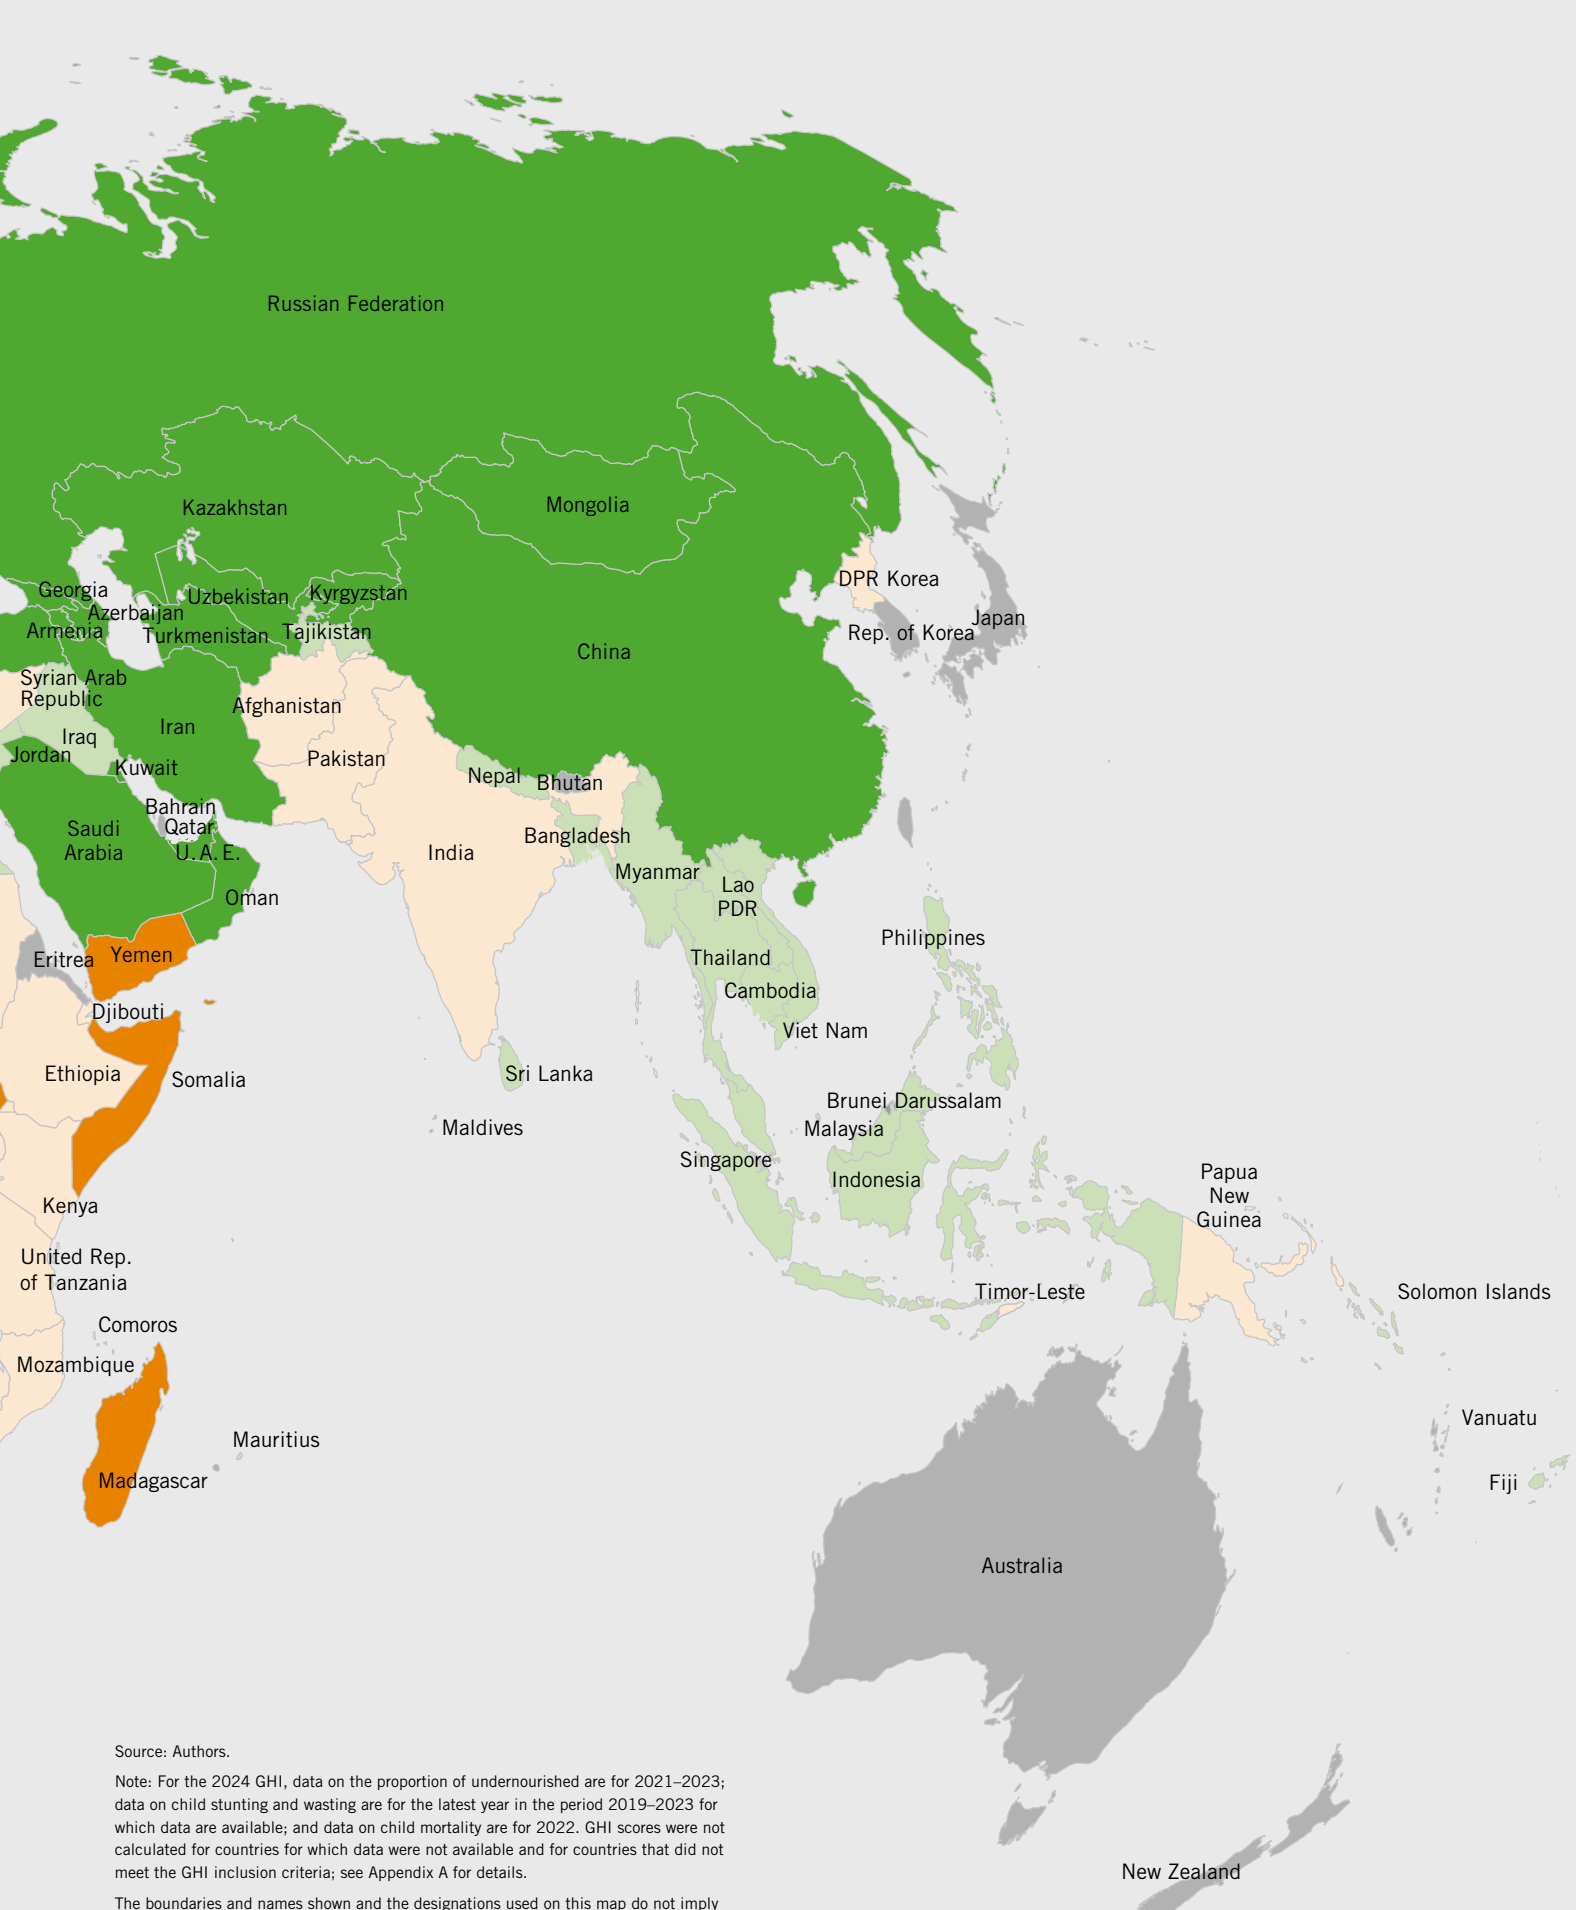 Russian Federation
Kazakhstan
Mongolia
Georgia
Azerbaijan
Uzbekistan
Kyrgyzstan
DPR Korea
Armenia
Turkmenistan
Tajikistan
Rep. of Korea
Japan
China
Syrian Arab
Republic
Afghanistan
Iran
Iraq
Jordan
Pakistan
Kuwait
Nepal
Bhutan
Bahrain
Qatar
Saudi
Arabia
U.A.E.
Bangladesh
India
Myanmar
Lao
PDR
Oman
Philippines
Eritrea
Yemen
Thailand
Cambodia
Djibouti
Viet Nam
Ethiopia
Somalia
Sri Lanka
Brunei Darussalam
Maldives
Malaysia
Singapore
Indonesia
Papua
New
Guinea
Kenya
United Rep.
of Tanzania
Timor-Leste
Solomon Islands
Comoros
Mozambique
Mauritius
Vanuatu
Madagascar
Fiji
Australia
New Zealand
Source: Authors.
Note: For the 2024 GHI, data on the proportion of undernourished are for 2021–2023;
data on child stunting and wasting are for the latest year in the period 2019–2023 for
which data are available; and data on child mortality are for 2022. GHI scores were not
calculated for countries for which data were not available and for countries that did not
meet the GHI inclusion criteria; see Appendix A for details.
The boundaries and names shown and the designations used on this map do not imply